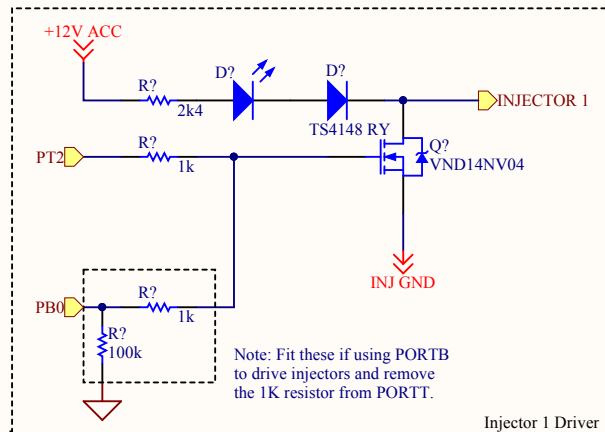 +12V ACC
R?
2k4
D?
D?
TS4148 RY
INJECTOR 1
PT2
R?
1k
Q?
VND14NV04
INJ GND
PB0
R?
1k
R?
100k
Note: Fit these if using PORTB
to drive injectors and remove
the 1K resistor from PORTT.
Injector 1 Driver